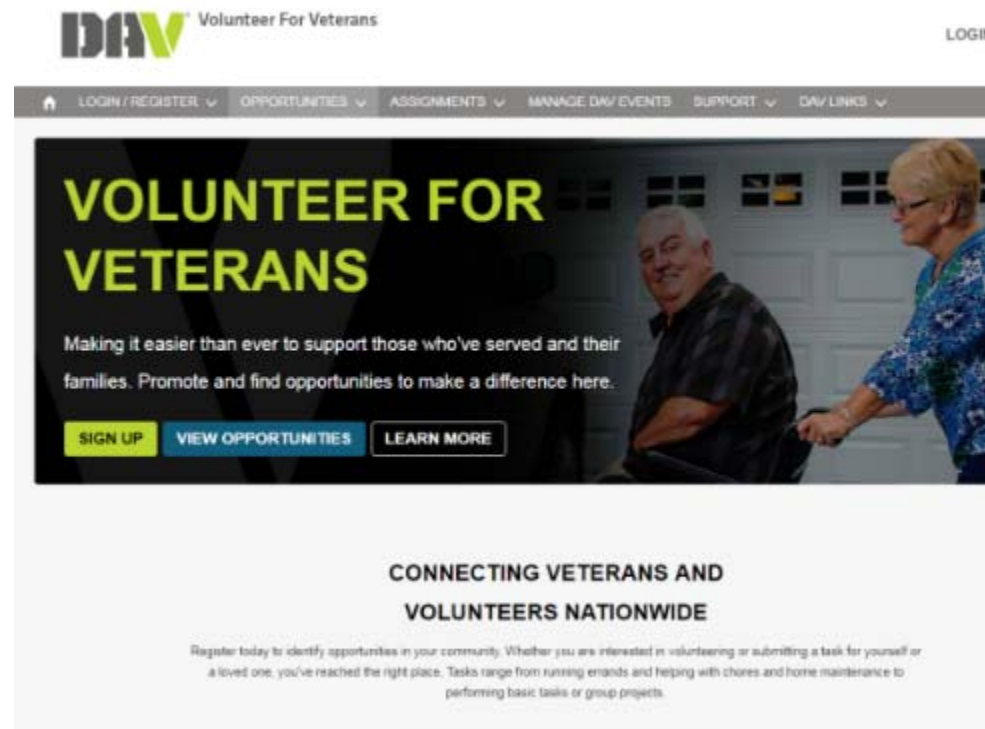 DAV Volunteer For Veterans
LOGIN
LOGIN / REGISTER OPPORTUNITIES ASSIGNMENTS MANAGE DAV EVENTS SUPPORT DAV LINKS
VOLUNTEER FOR
VETERANS
Making it easier than ever to support those who've served and their
families. Promote and find opportunities to make a difference here.
SIGN UP VIEW OPPORTUNITIES LEARN MORE
CONNECTING VETERANS AND
VOLUNTEERS NATIONWIDE
Register today to identify opportunities in your community. Whether you are interested in volunteering or submitting a task for yourself or
a loved one, you've reached the right place. Tasks range from running errands and helping with chores and home maintenance to
performing basic tasks or group projects.